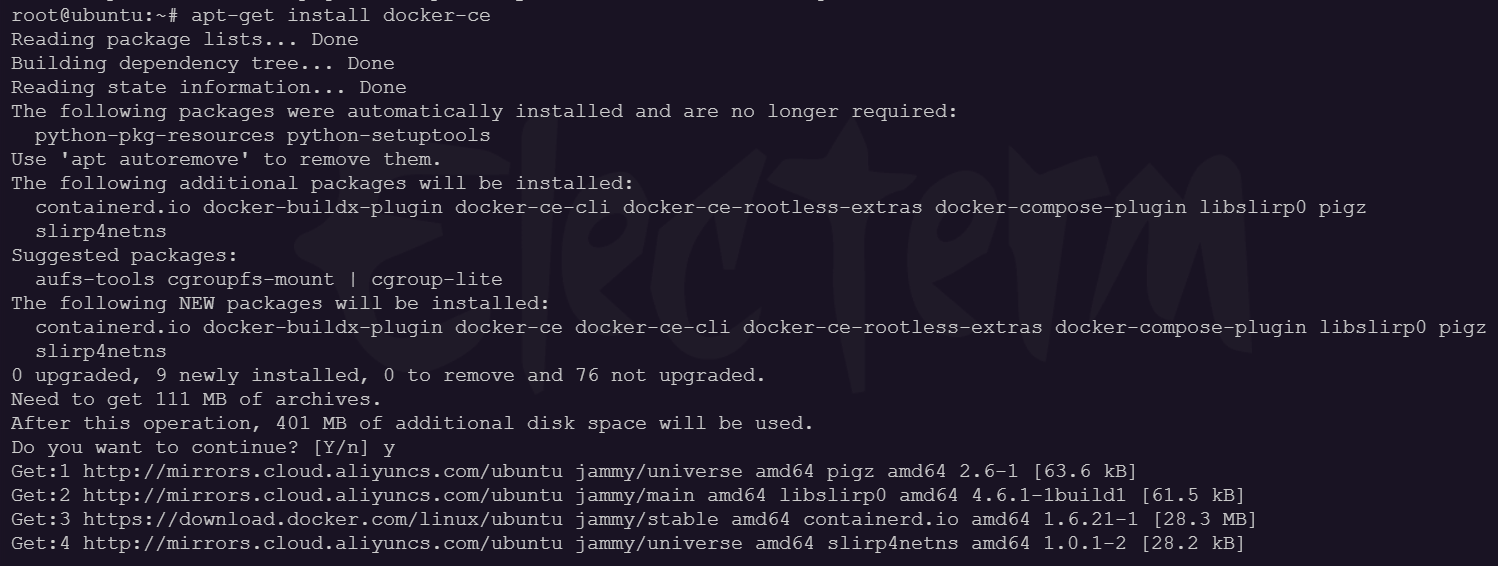 root@ubuntu:~# apt-get install docker-ce
Reading package lists... Done
Building dependency tree... Done
Reading state information... Done
The following packages were automatically installed and are no longer required:
  python-pkg-resources python-setuptools
Use 'apt autoremove' to remove them.
The following additional packages will be installed:
  containerd.io docker-buildx-plugin docker-ce-cli docker-ce-rootless-extras docker-compose-plugin libslirp0 pigz
  slirp4netns
Suggested packages:
  aufs-tools cgroupfs-mount | cgroup-lite
The following NEW packages will be installed:
  containerd.io docker-buildx-plugin docker-ce docker-ce-cli docker-ce-rootless-extras docker-compose-plugin libslirp0 pigz
  slirp4netns
0 upgraded, 9 newly installed, 0 to remove and 76 not upgraded.
Need to get 111 MB of archives.
After this operation, 401 MB of additional disk space will be used.
Do you want to continue? [Y/n] y
Get:1 http://mirrors.cloud.aliyuncs.com/ubuntu jammy/universe amd64 pigz amd64 2.6-1 [63.6 kB]
Get:2 http://mirrors.cloud.aliyuncs.com/ubuntu jammy/main amd64 libslirp0 amd64 4.6.1-1build1 [61.5 kB]
Get:3 https://download.docker.com/linux/ubuntu jammy/stable amd64 containerd.io amd64 1.6.21-1 [28.3 MB]
Get:4 http://mirrors.cloud.aliyuncs.com/ubuntu jammy/universe amd64 slirp4netns amd64 1.0.1-2 [28.2 kB]
Electerm